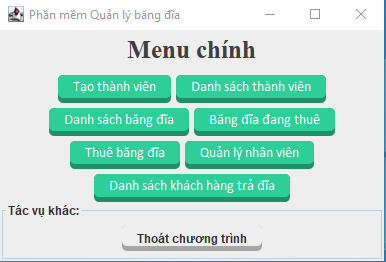 Phần mềm Quản lý băng đĩa
Menu chính
Tạo thành viên Danh sách thành viên
Danh sách băng đĩa Băng đĩa đang thuê
Thuê băng đĩa Quản lý nhân viên
Danh sách khách hàng trả đĩa
Tác vụ khác:
Thoát chương trình